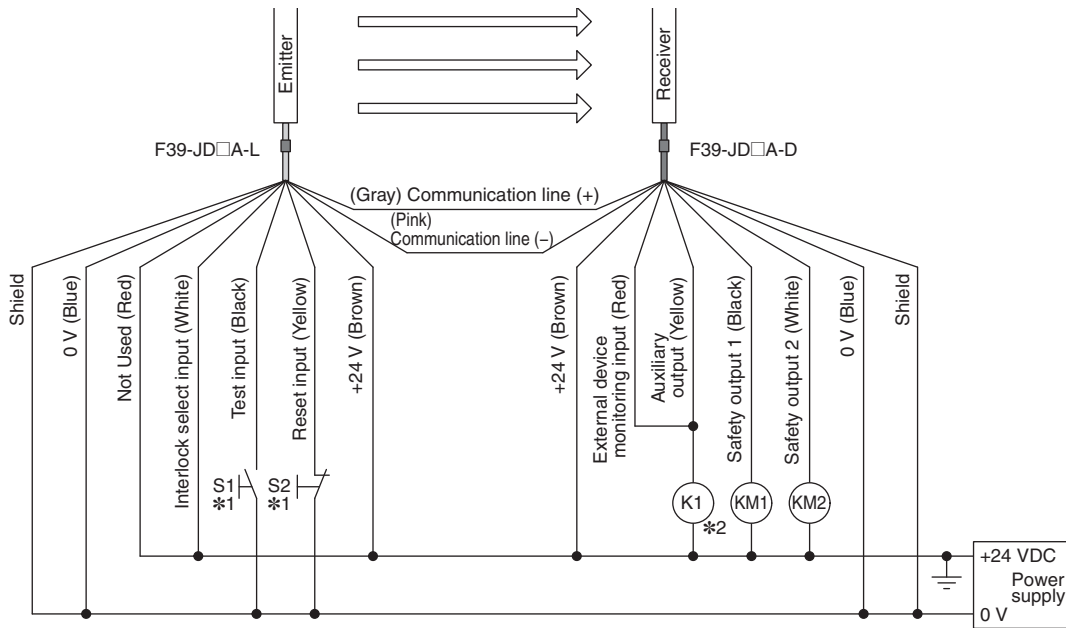 Emitter
Receiver
F39-JD□A-L
F39-JD□A-D
(Gray) Communication line (+)
(Pink)
Communication line (−)
Shield
0 V (Blue)
Not Used (Red)
Interlock select input (White)
Test input (Black)
Reset input (Yellow)
+24 V (Brown)
+24 V (Brown)
External device
monitoring input (Red)
Auxiliary
output (Yellow)
Safety output 1 (Black)
Safety output 2 (White)
0 V (Blue)
Shield
S1
*1
S2
*1
K1
*2
KM1
KM2
+24 VDC
Power
supply
0 V